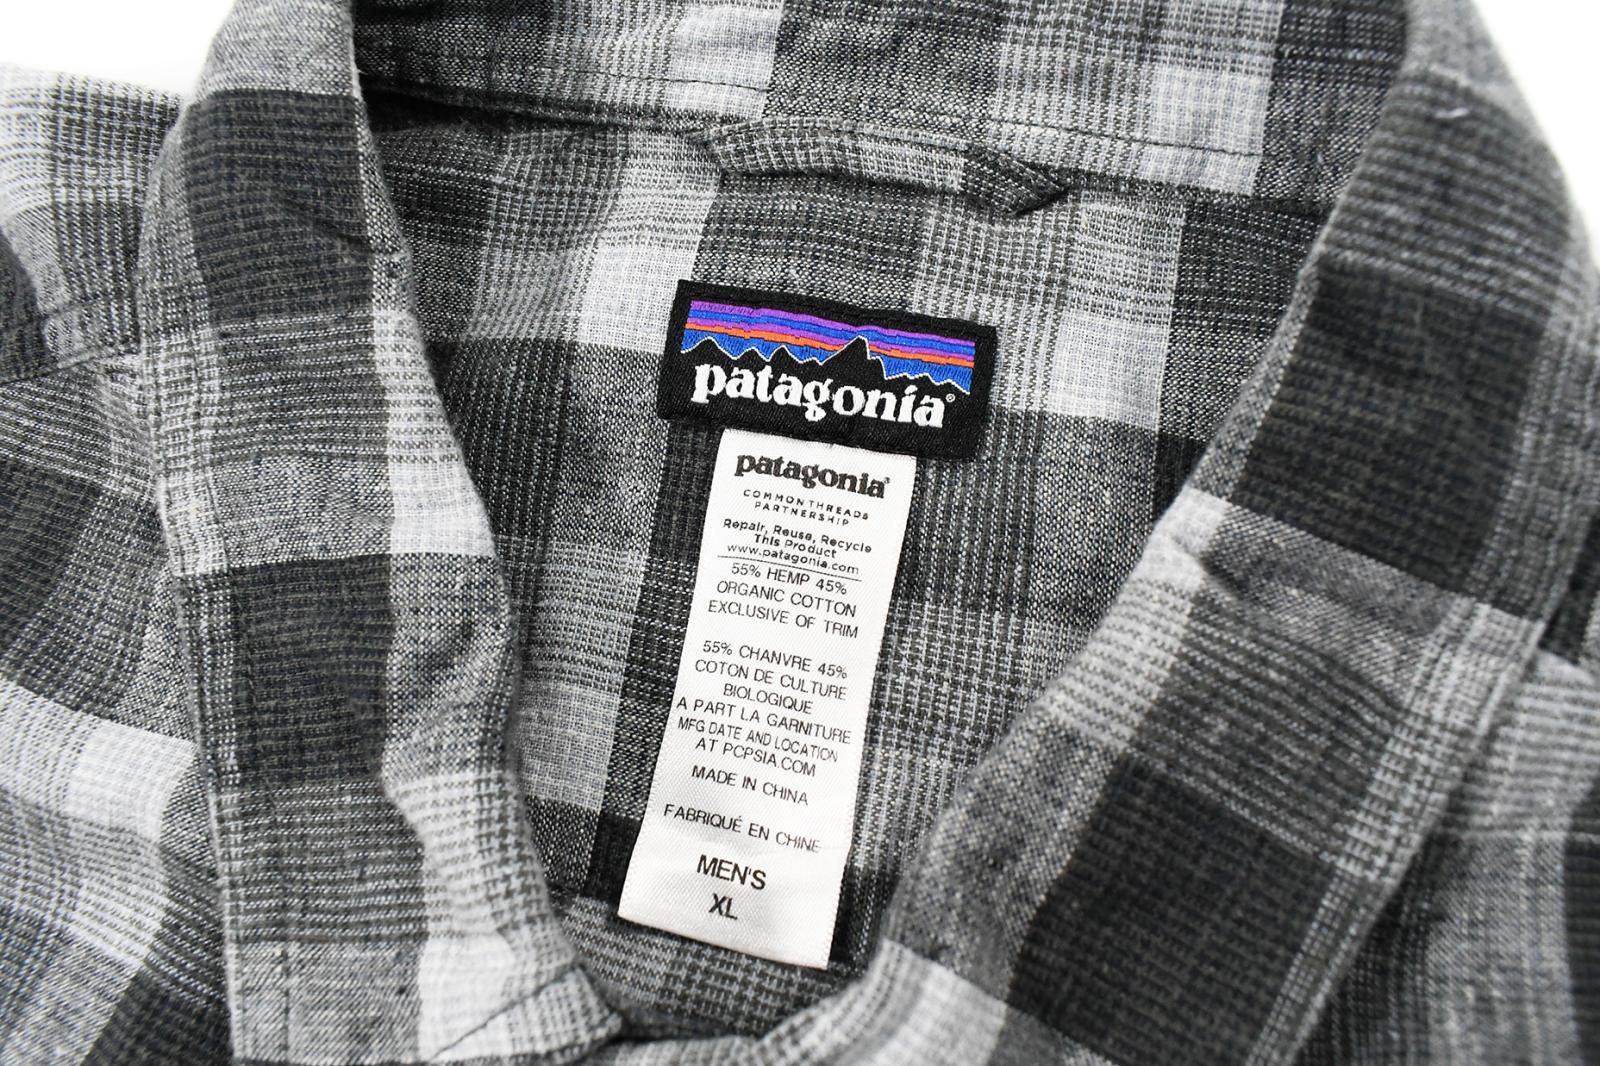 patagonia®
patagonia®
COMMON THREADS
PARTNERSHIP
Repair, Reuse, Recycle
This Product
www.patagonia.com
55% HEMP 45%
ORGANIC COTTON
EXCLUSIVE OF TRIM
55% CHANVRE 45%
COTON DE CULTURE
BIOLOGIQUE
A PART LA GARNITURE
MFG DATE AND LOCATION
AT PCPSIA.COM
MADE IN CHINA
FABRIQUÉ EN CHINE
MEN'S
XL